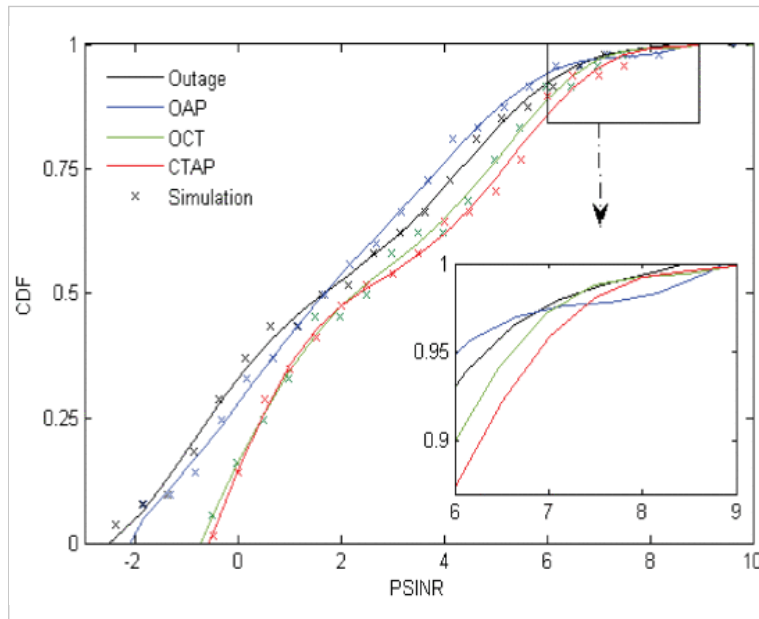 Outage
OAP
OCT
CTAP
Simulation
CDF
1
0.75
0.5
0.25
0
-2 0 2 4 6 8 10
PSINR
1
0.95
0.9
6 7 8 9